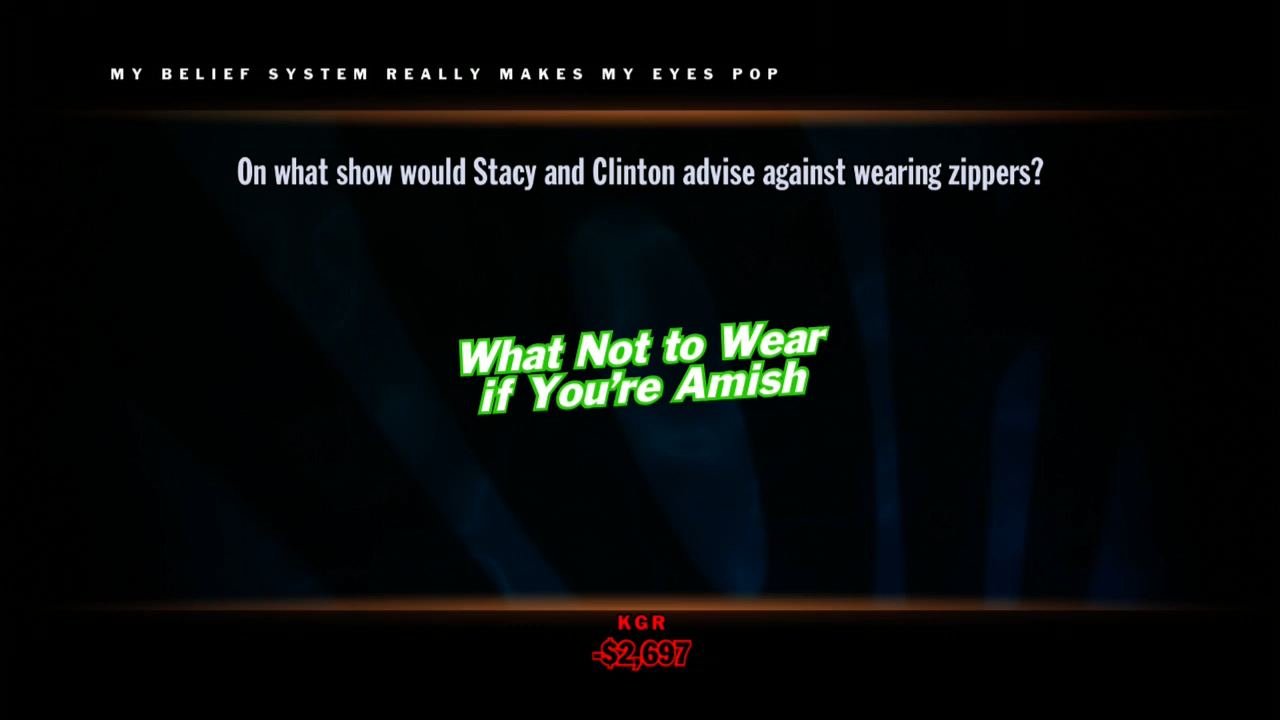 MY BELIEF SYSTEM REALLY MAKES MY EYES POP
On what show would Stacy and Clinton advise against wearing zippers?
What Not to Wear
if You're Amish
KGR
-$2,697